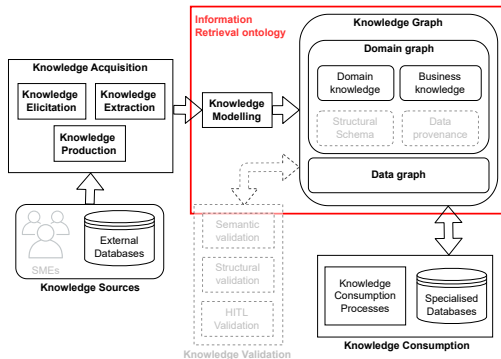 Information
Retrieval ontology
Knowledge Graph
Domain graph
Domain
knowledge
Business
knowledge
Structural
Schema
Data
provenance
Data graph
Knowledge Acquisition
Knowledge
Elicitation
Knowledge
Extraction
Knowledge
Production
Knowledge
Modelling
SMEs
External
Databases
Knowledge Sources
Semantic
validation
Structural
validation
HITL
Validation
Knowledge Validation
Knowledge
Consumption
Processes
Specialised
Databases
Knowledge Consumption